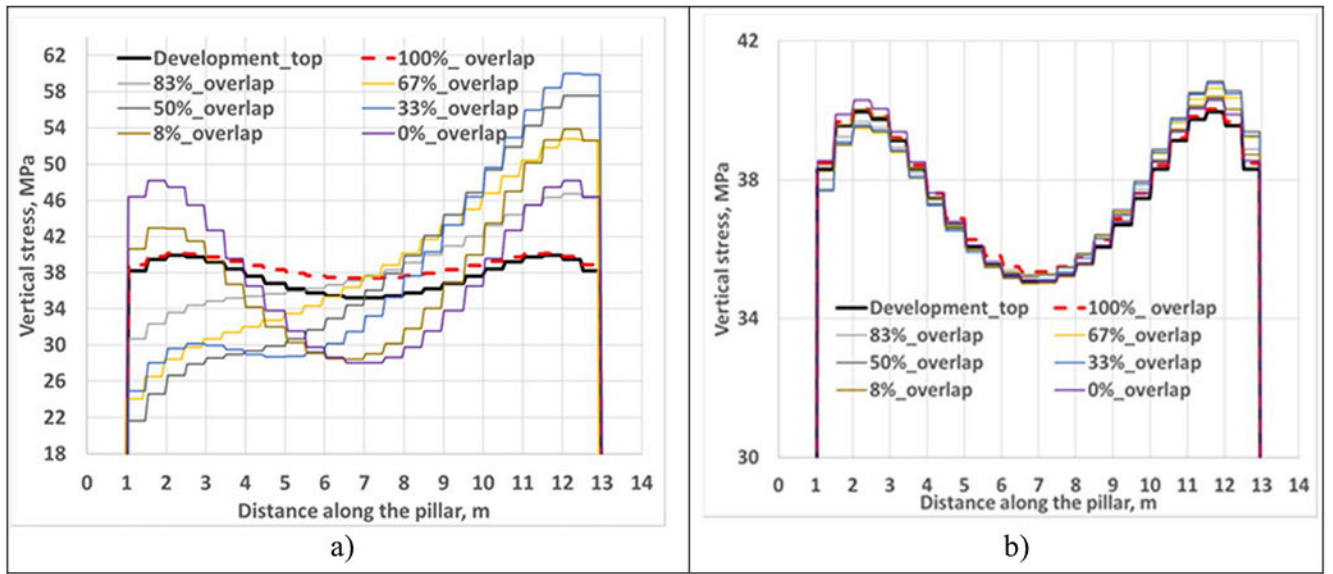 62
58
54
50
46
42
38
34
30
26
22
18
Vertical stress, MPa
Development_top
100%_ overlap
83%_overlap
67%_overlap
50%_overlap
33%_overlap
8%_overlap
0%_overlap
0 1 2 3 4 5 6 7 8 9 10 11 12 13 14
Distance along the pillar, m
a)
42
38
34
30
Vertical stress, MPa
Development_top
100%_ overlap
83%_overlap
67%_overlap
50%_overlap
33%_overlap
8%_overlap
0%_overlap
0 1 2 3 4 5 6 7 8 9 10 11 12 13 14
Distance along the pillar, m
b)